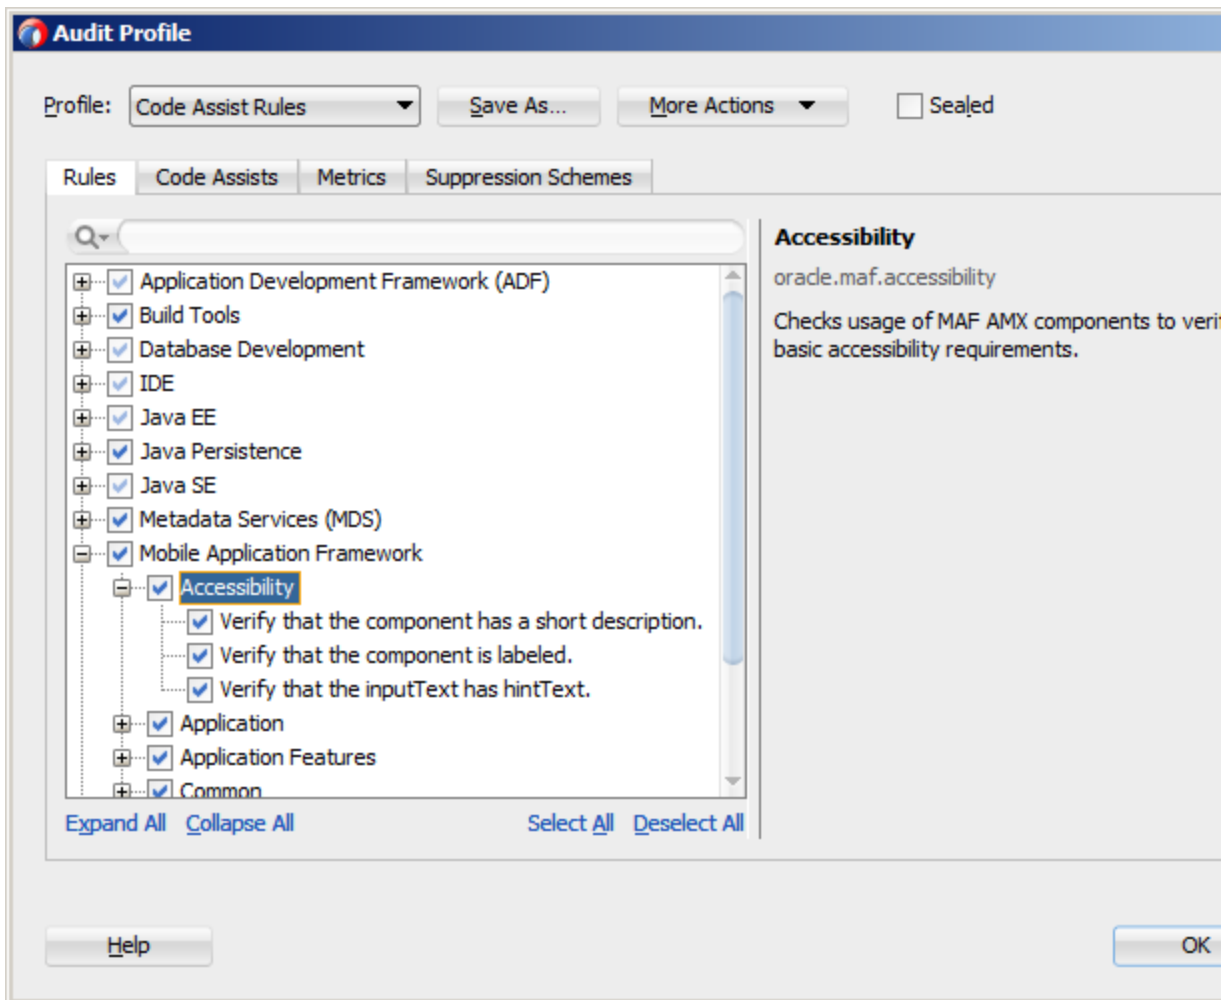 Audit Profile
Profile: Code Assist Rules Save As... More Actions Sealed
Rules Code Assists Metrics Suppression Schemes
Application Development Framework (ADF)
Build Tools
Database Development
IDE
Java EE
Java Persistence
Java SE
Metadata Services (MDS)
Mobile Application Framework
Accessibility
Verify that the component has a short description.
Verify that the component is labeled.
Verify that the inputText has hintText.
Application
Application Features
Common
Expand All Collapse All Select All Deselect All
Accessibility
oracle.maf.accessibility
Checks usage of MAF AMX components to
basic accessibility requirements.
Help OK